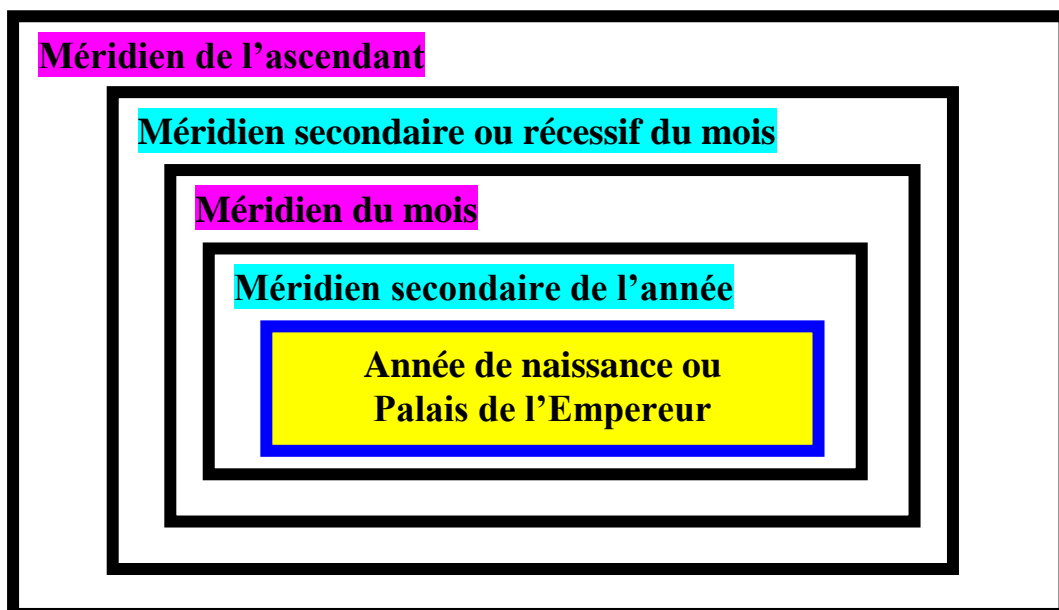 Méridien de l’ascendant
Méridien secondaire ou récessif du mois
Méridien du mois
Méridien secondaire de l’année
Année de naissance ou
Palais de l’Empereur